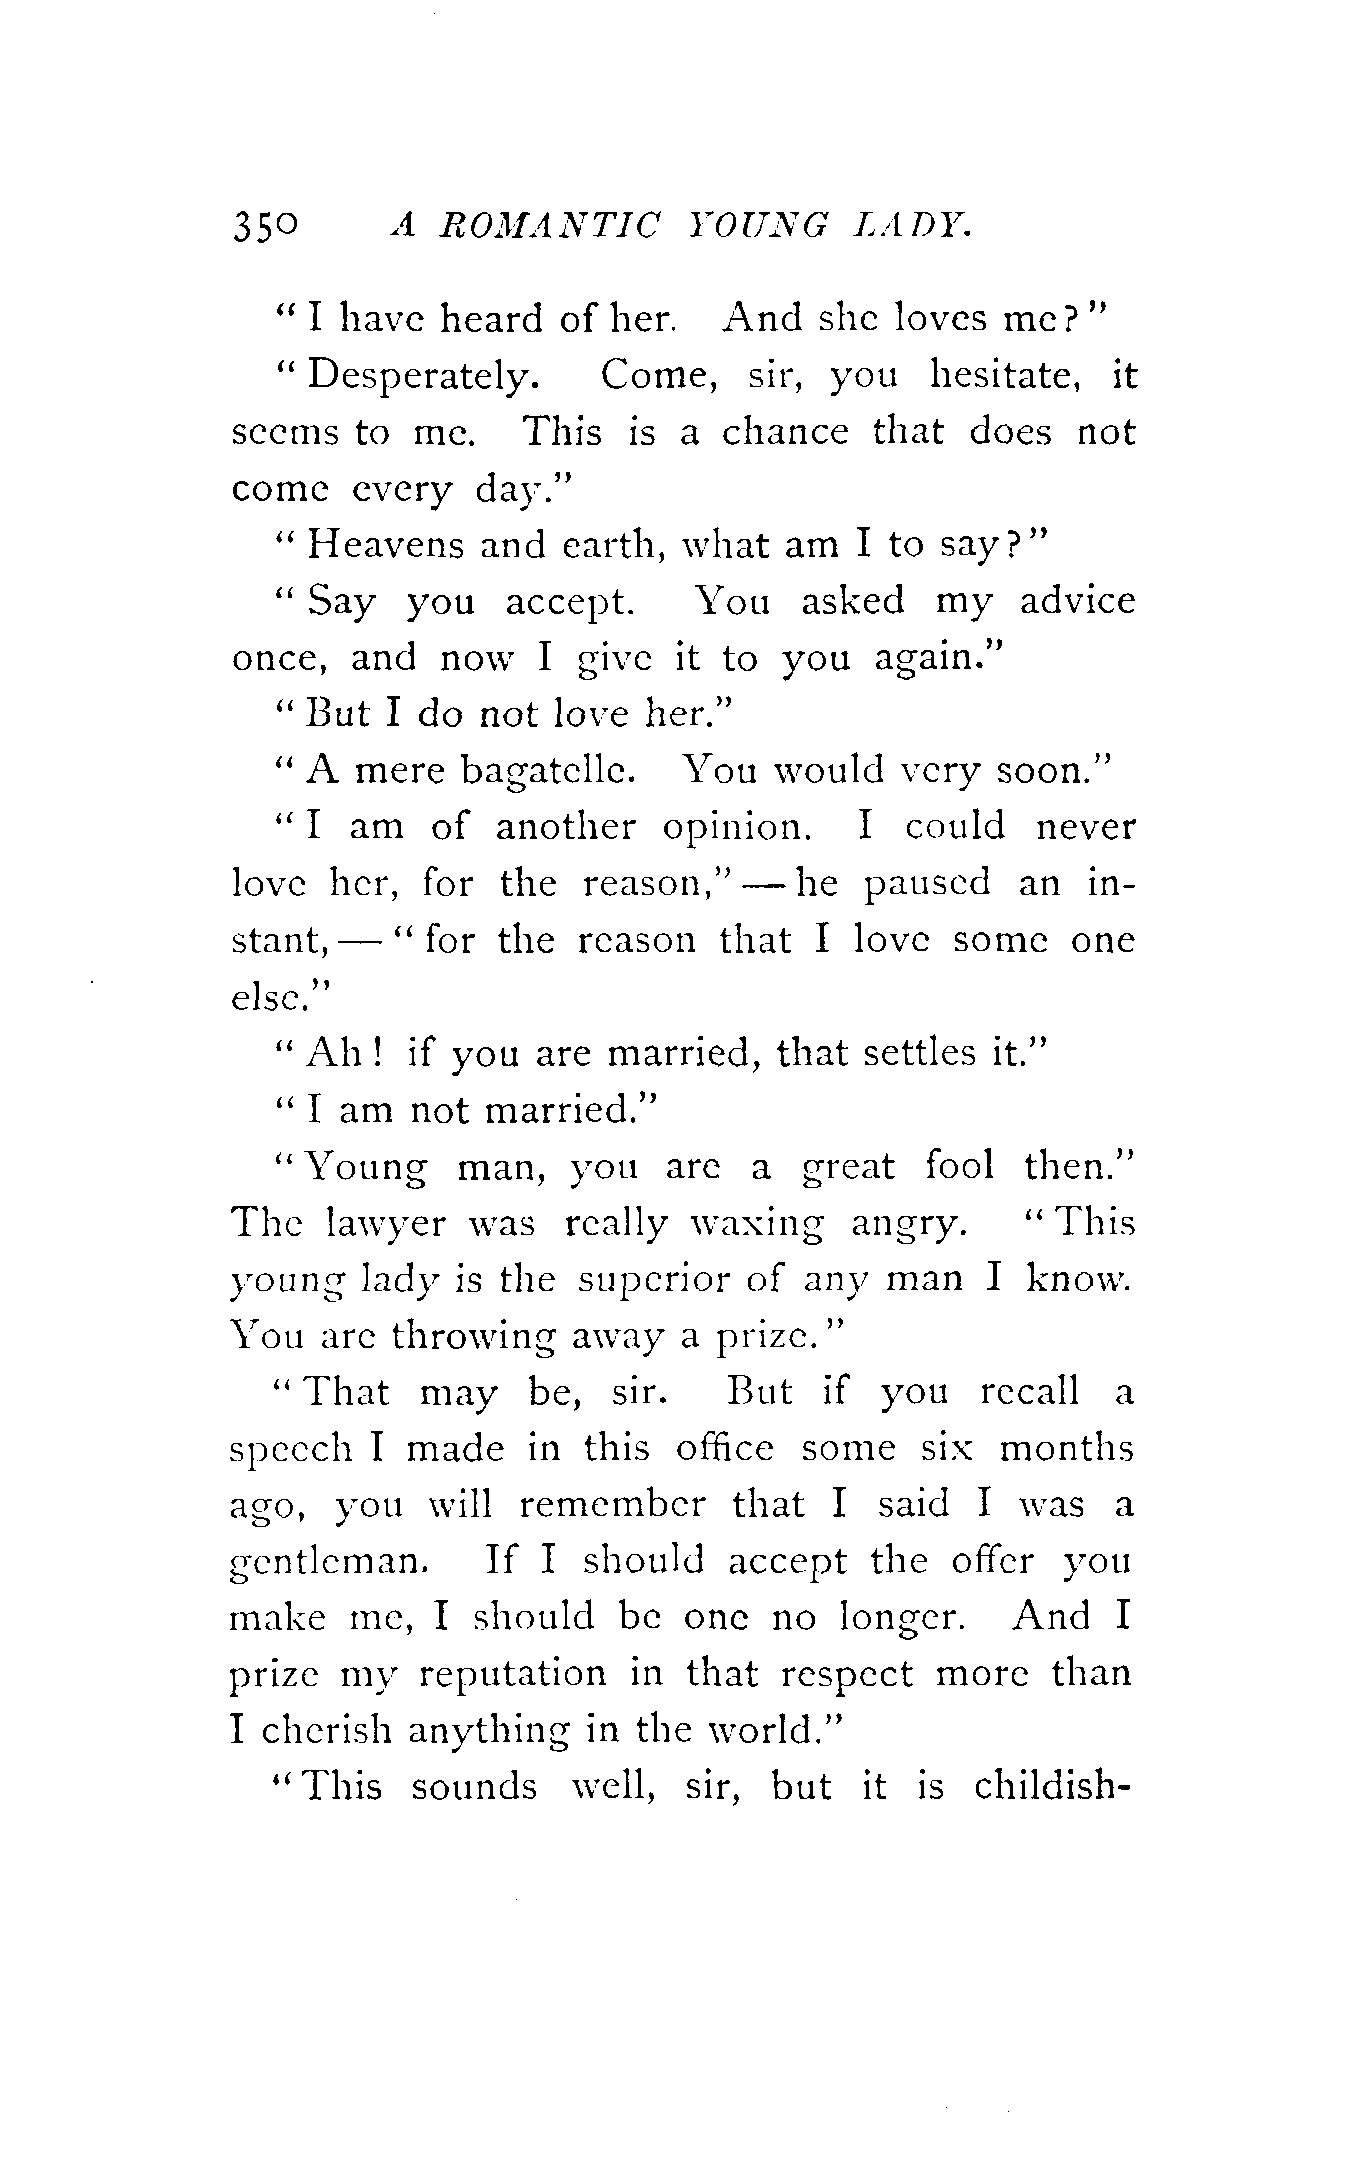 350 A ROMANTIC YOUNG LADY.
" I have heard of her. And she loves me? "
" Desperately. Come, sir, you hesitate, it
seems to me. This is a chance that does not
come every day."
" Heavens and earth, what am I to say? "
" Say you accept. You asked my advice
once, and now I give it to you again."
" But I do not love her."
" A mere bagatelle. You would very soon."
" I am of another opinion. I could never
love her, for the reason," — he paused an in-
stant, — " for the reason that I love some one
else."
" Ah ! if you are married, that settles it."
" I am not married."
" Young man, you are a great fool then."
The lawyer was really waxing angry. " This
young lady is the superior of any man I know.
You are throwing away a prize. "
" That may be, sir. But if you recall a
speech I made in this office some six months
ago, you will remember that I said I was a
gentleman. If I should accept the offer you
make me, I should be one no longer. And I
prize my reputation in that respect more than
I cherish anything in the world."
" This sounds well, sir, but it is childish-